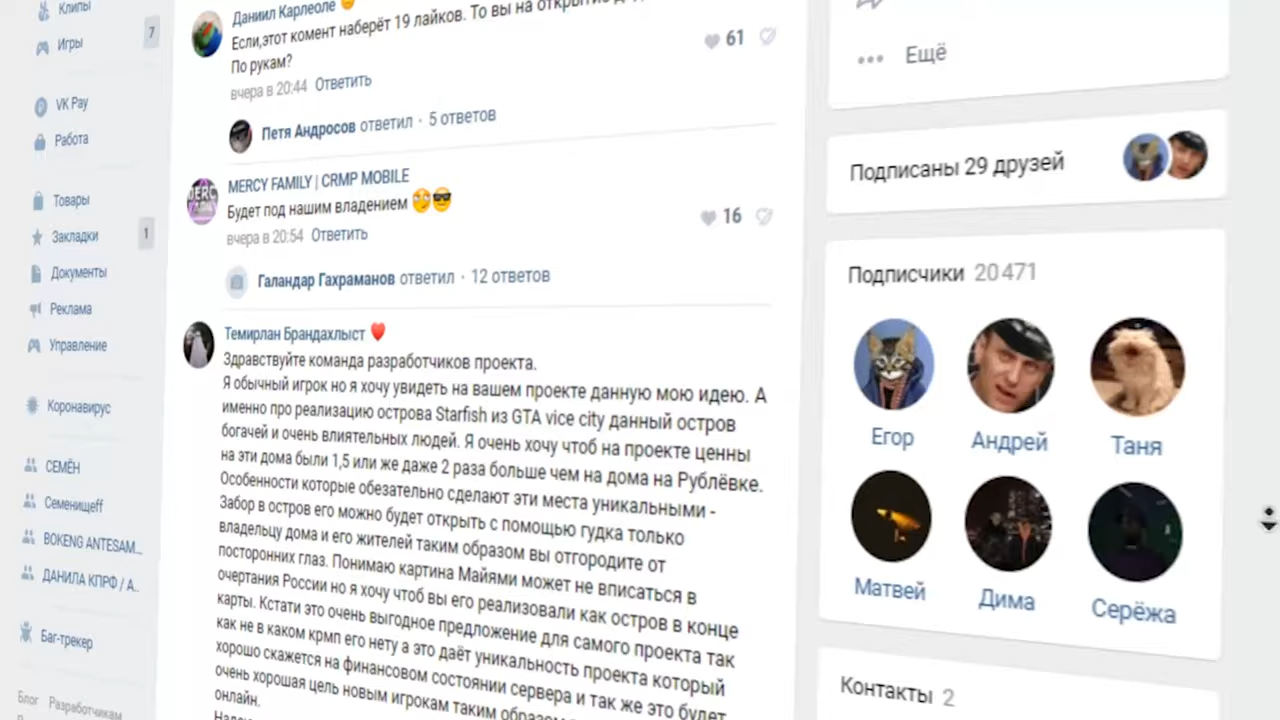 Клипы
Игры
7
VK Pay
Работа
Товары
Закладки
1
Документы
Реклама
Управление
Коронавирус
СЕМЁН
Семенищеff
BOKENG ANTESAM...
ДАНИЛА КПРФ / А..
Баг-трекер
Блог Разработчикам
Даниил Карлеоле
Если,этот комент наберёт 19 лайков. То вы на
По рукам?
вчера в 20:44 Ответить
61
Петя Андросов ответил · 5 ответов
MERCY FAMILY | CRMP MOBILE
Будет под нашим владением 🙄😎
вчера в 20:54 Ответить
16
Галандар Гахраманов ответил · 12 ответов
Темирлан Брандахлыст ❤️
Здравствуйте команда разработчиков проекта.
Я обычный игрок но я хочу увидеть на вашем проекте данную мою идею. А
именно про реализацию острова Starfish из GTA vice city данный остров
богачей и очень влиятельных людей. Я очень хочу чтоб на проекте ценны
на эти дома были 1,5 или же даже 2 раза больше чем на дома на Рублёвке.
Особенности которые обезательно сделают эти места уникальными -
Забор в остров его можно будет открыть с помощью гудка только
владельцу дома и его жителей таким образом вы отгородите от
посторонних глаз. Понимаю картина Майями может не вписаться в
очертания России но я хочу чтоб вы его реализовали как остров в конце
карты. Кстати это очень выгодное предложение для самого проекта так
как не в каком крмп его нету а это даёт уникальность проекта который
хорошо скажется на финансовом состоянии сервера и так же это будет
очень хорошая цель новым игрокам таким образом
онлайн.
Ещё
Подписаны 29 друзей
Подписчики 20 471
Егор
Андрей
Таня
Матвей
Дима
Серёжа
Контакты 2